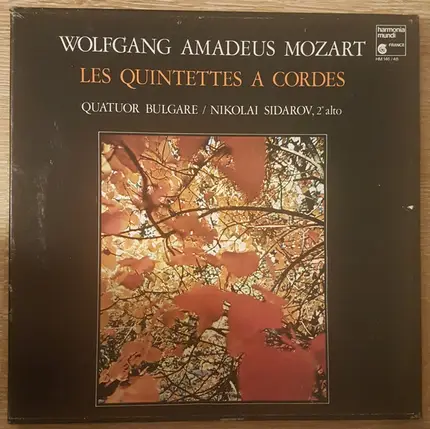 WOLFGANG AMADEUS MOZART
LES QUINTETTES A CORDES
QUATUOR BULGARE / NIKOLAI SIDAROV, 2e alto
harmonia
mundi
FRANCE